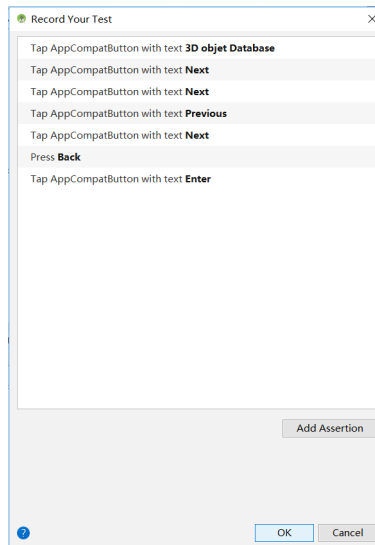 Record Your Test
Tap AppCompatButton with text 3D objet Database
Tap AppCompatButton with text Next
Tap AppCompatButton with text Next
Tap AppCompatButton with text Previous
Tap AppCompatButton with text Next
Press Back
Tap AppCompatButton with text Enter
Add Assertion
?
OK Cancel